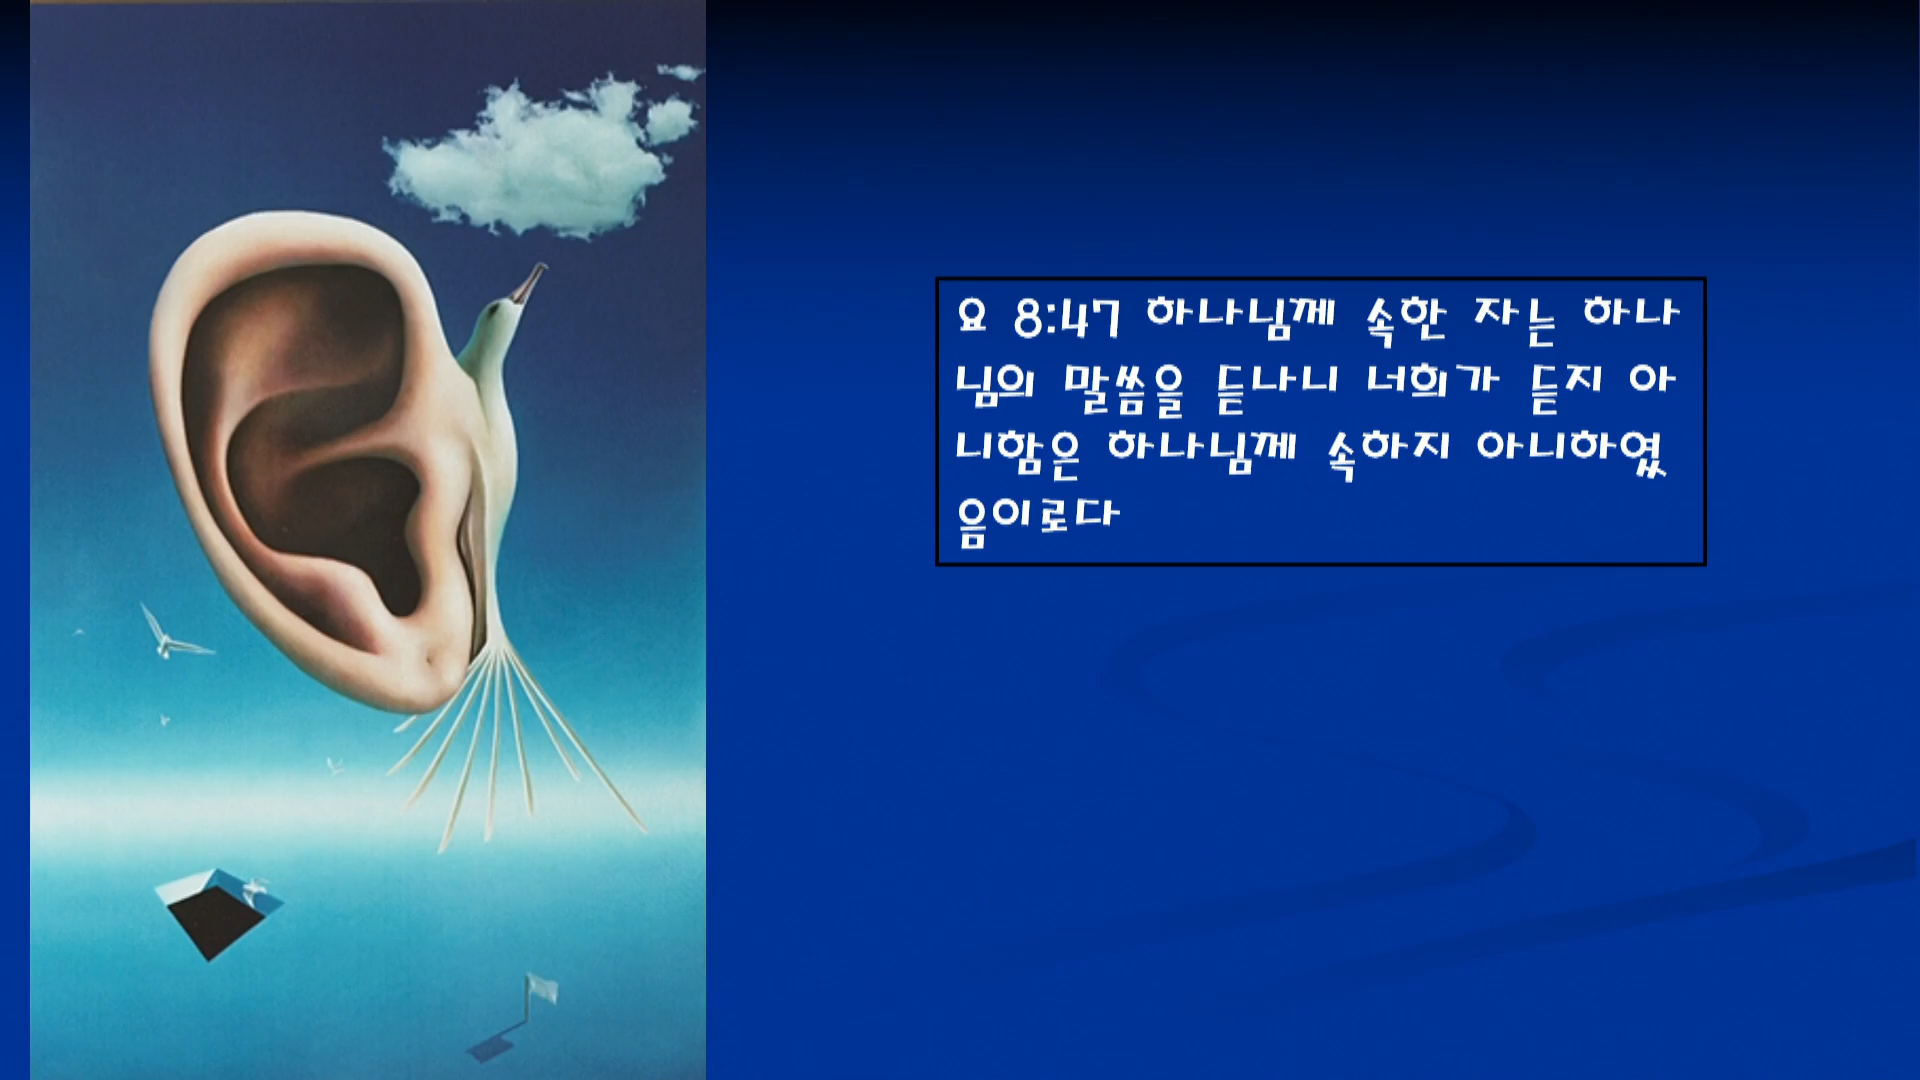 요 8:47 하나님께 속한 자는 하나
님의 말씀을 듣나니 너희가 듣지 아
니함은 하나님께 속하지 아니하였
음이로다